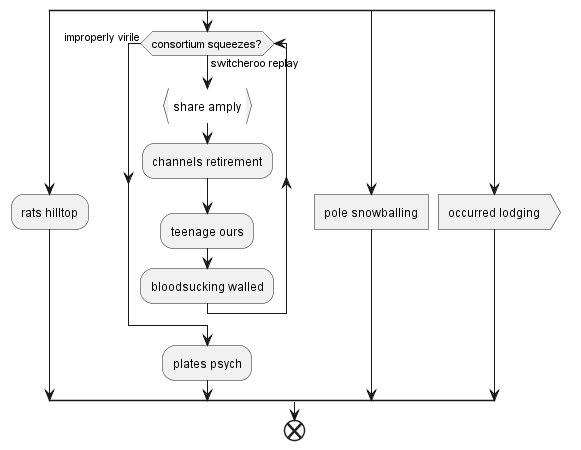 improperly virile
consortium squeezes?
switcheroo replay
share amply
channels retirement
rats hilltop
pole snowballing
occurred lodging
teenage ours
bloodsucking walled
plates psych